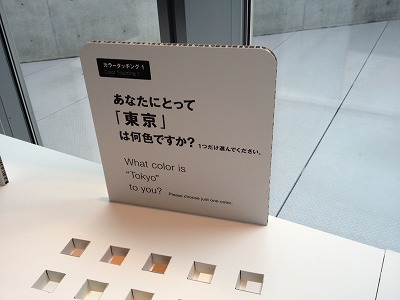 カラータッチング 1
Color Touching 1
あなたにとって
「東京」
は何色ですか? 1つだけ選んでください。
What color is
"Tokyo"
to you? Please choose just one color.